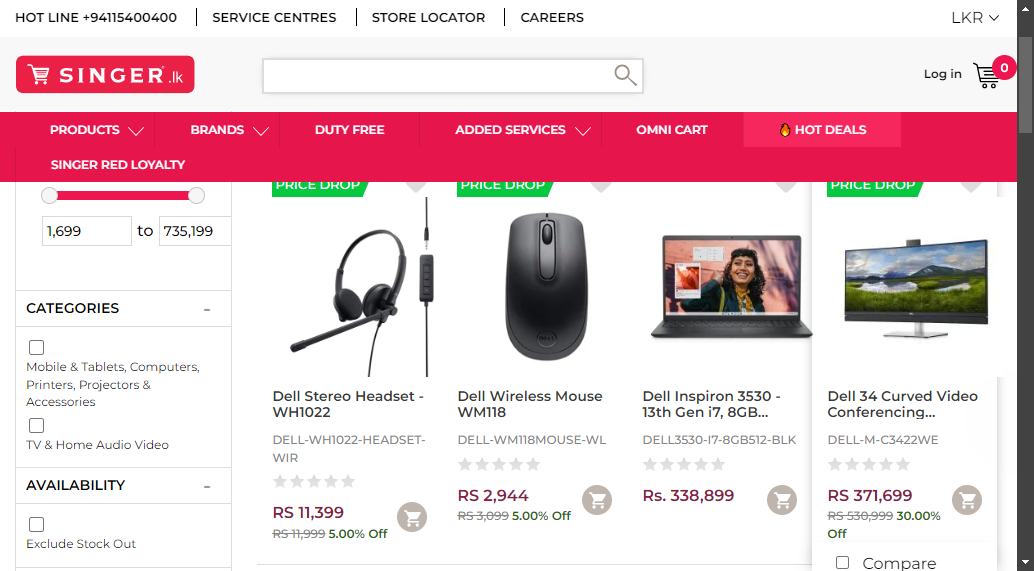 HOT LINE +94115400400
SERVICE CENTRES
STORE LOCATOR
CAREERS
LKR
SINGER.lk
Log in
0
PRODUCTS
BRANDS
DUTY FREE
ADDED SERVICES
OMNI CART
HOT DEALS
SINGER RED LOYALTY
1,699 to 735,199
CATEGORIES -
Mobile & Tablets, Computers,
Printers, Projectors &
Accessories
TV & Home Audio Video
AVAILABILITY -
Exclude Stock Out
PRICE DROP
Dell Stereo Headset -
WH1022
DELL-WH1022-HEADSET-
WIR
RS 11,399
RS 11,999 5.00% Off
PRICE DROP
Dell Wireless Mouse
WM118
DELL-WM118MOUSE-WL
RS 2,944
RS 3,099 5.00% Off
Dell Inspiron 3530 -
13th Gen i7, 8GB...
DELL3530-I7-8GB512-BLK
Rs. 338,899
PRICE DROP
Dell 34 Curved Video
Conferencing...
DELL-M-C3422WE
RS 371,699
RS 530,999 30.00%
Off
Compare